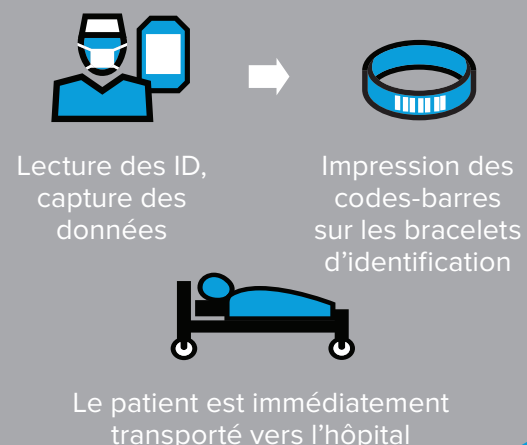 Lecture des ID,
capture des
données
Impression des
codes-barres
sur les bracelets
d’identification
Le patient est immédiatement
transporté vers l’hôpital